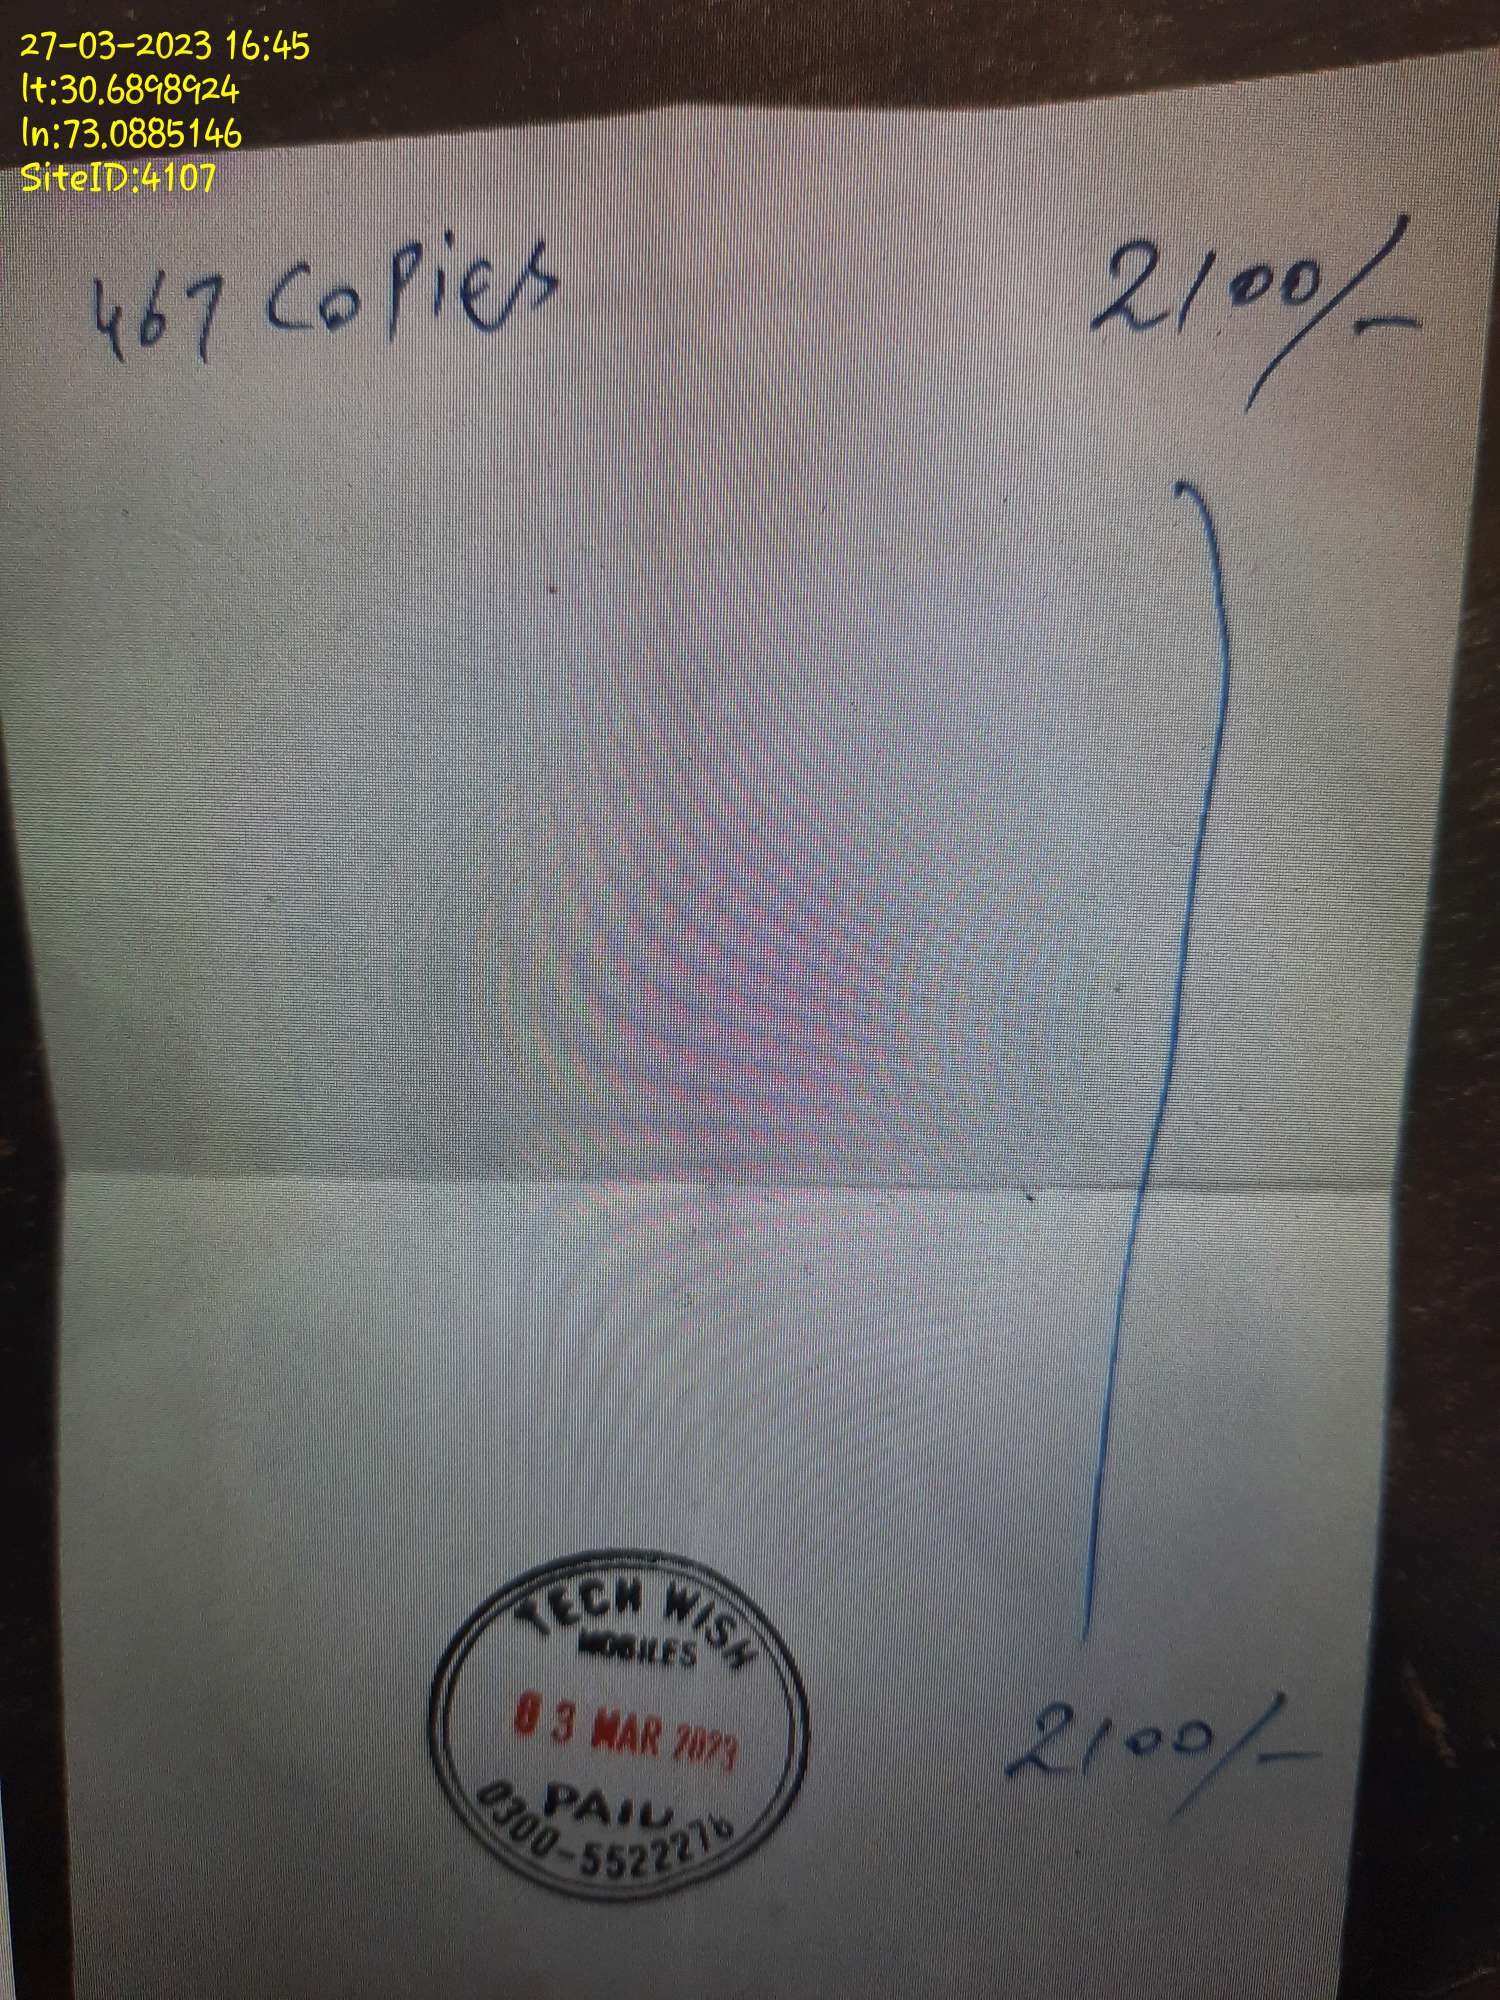 27-03-2023 16:45
lt:30.6898924
ln:73.0885146
SiteID:4107
467 Copies 2100/-
TECH WISH
MOBILES
03 MAR 2023
PAID
0300-5522276
2100/-